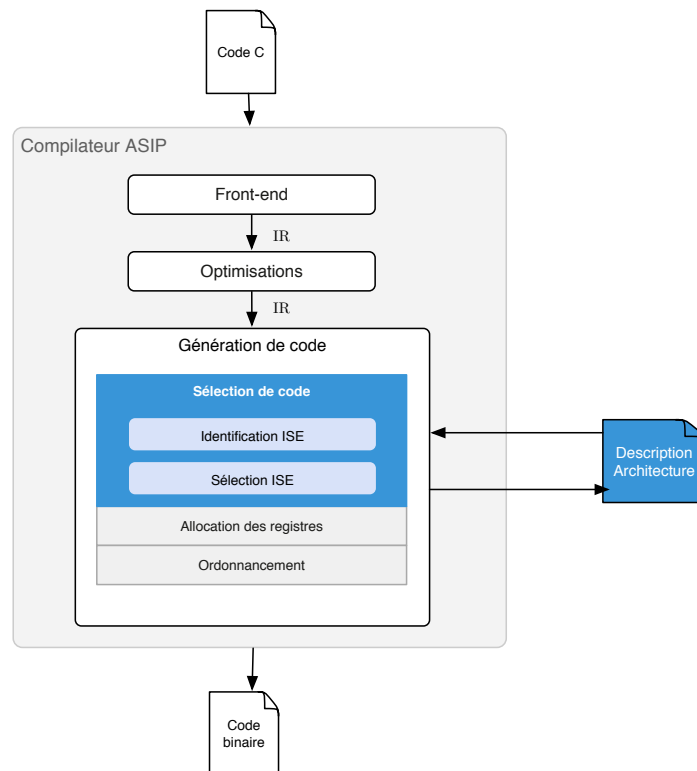 Code C
Compilateur ASIP
Front-end
IR
Optimisations
IR
Génération de code
Sélection de code
Identification ISE
Sélection ISE
Allocation des registres
Ordonnancement
Description
Architecture
Code
binaire